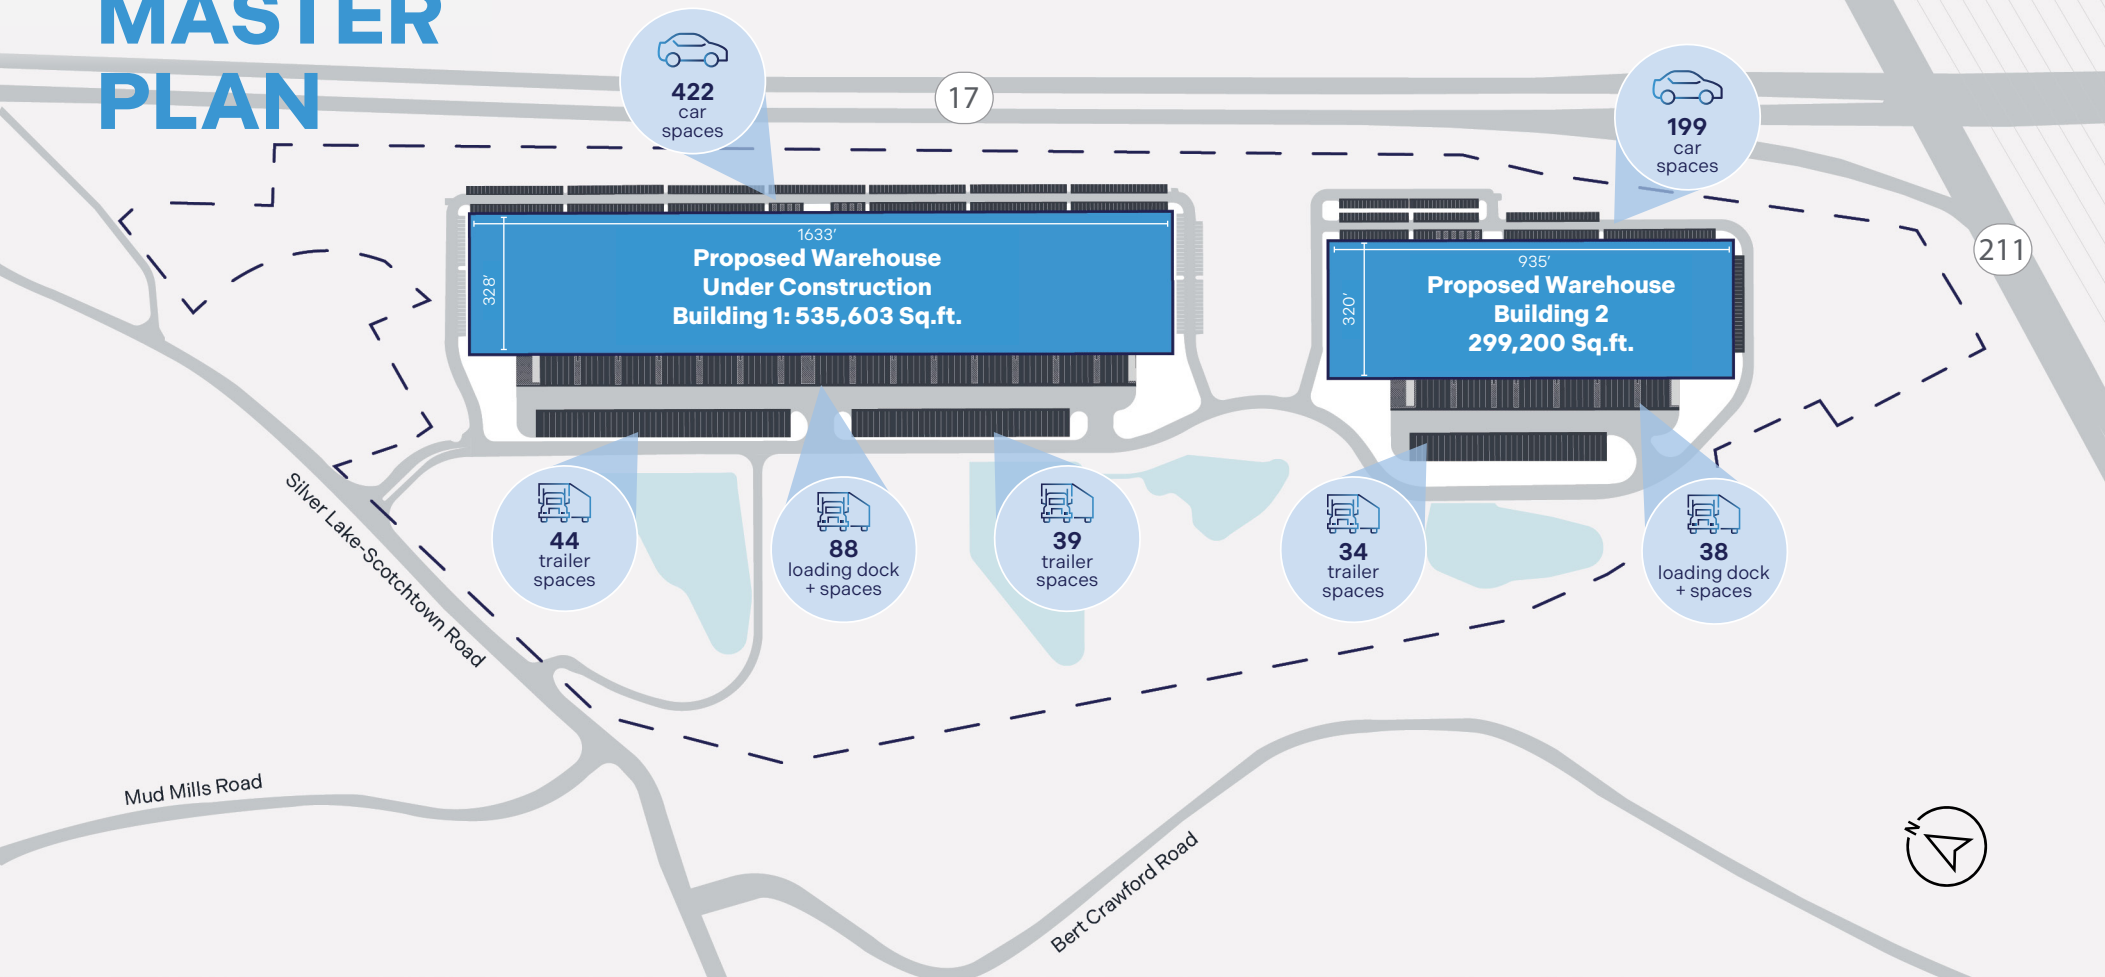 MASTER
PLAN
422
car
spaces
17
199
car
spaces
211
1633'
328'
Proposed Warehouse
Under Construction
Building 1: 535,603 Sq.ft.
935'
320'
Proposed Warehouse
Building 2
299,200 Sq.ft.
44
trailer
spaces
88
loading dock
+ spaces
39
trailer
spaces
34
trailer
spaces
38
loading dock
+ spaces
Silver Lake-Scotchtown Road
Mud Mills Road
Bert Crawford Road
N